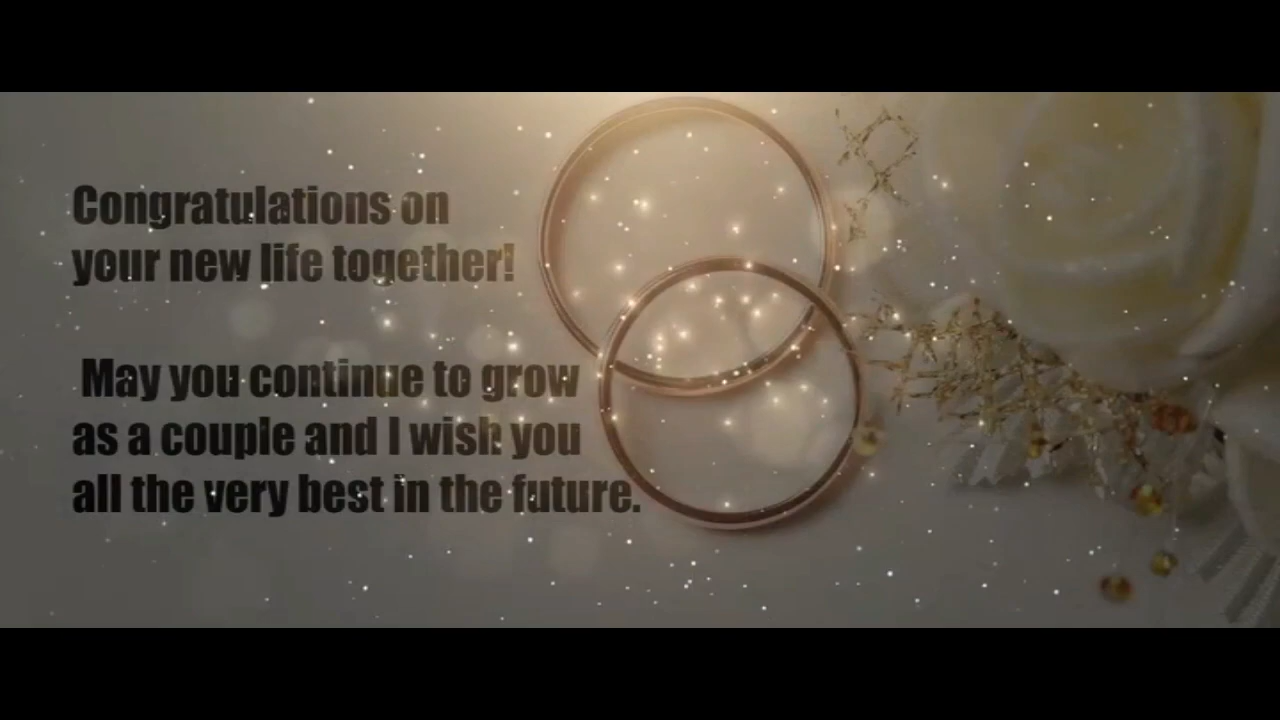 Congratulations on
your new life together!
May you continue to grow
as a couple and I wish you
all the very best in the future.